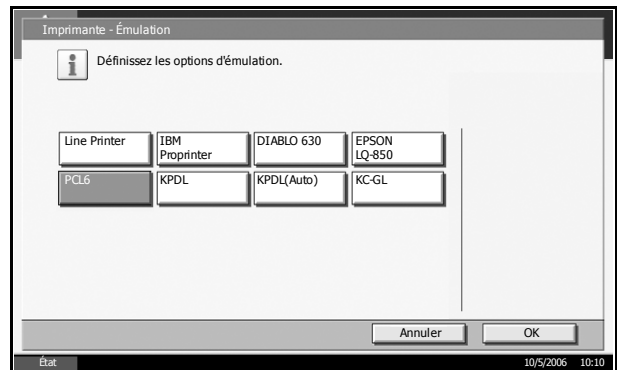 Imprimante - Émulation
Définissez les options d'émulation.
Line Printer
IBM
Proprinter
DIABLO 630
EPSON
LQ-850
PCL6
KPDL
KPDL(Auto)
KC-GL
Annuler
OK
État
10/5/2006 10:10